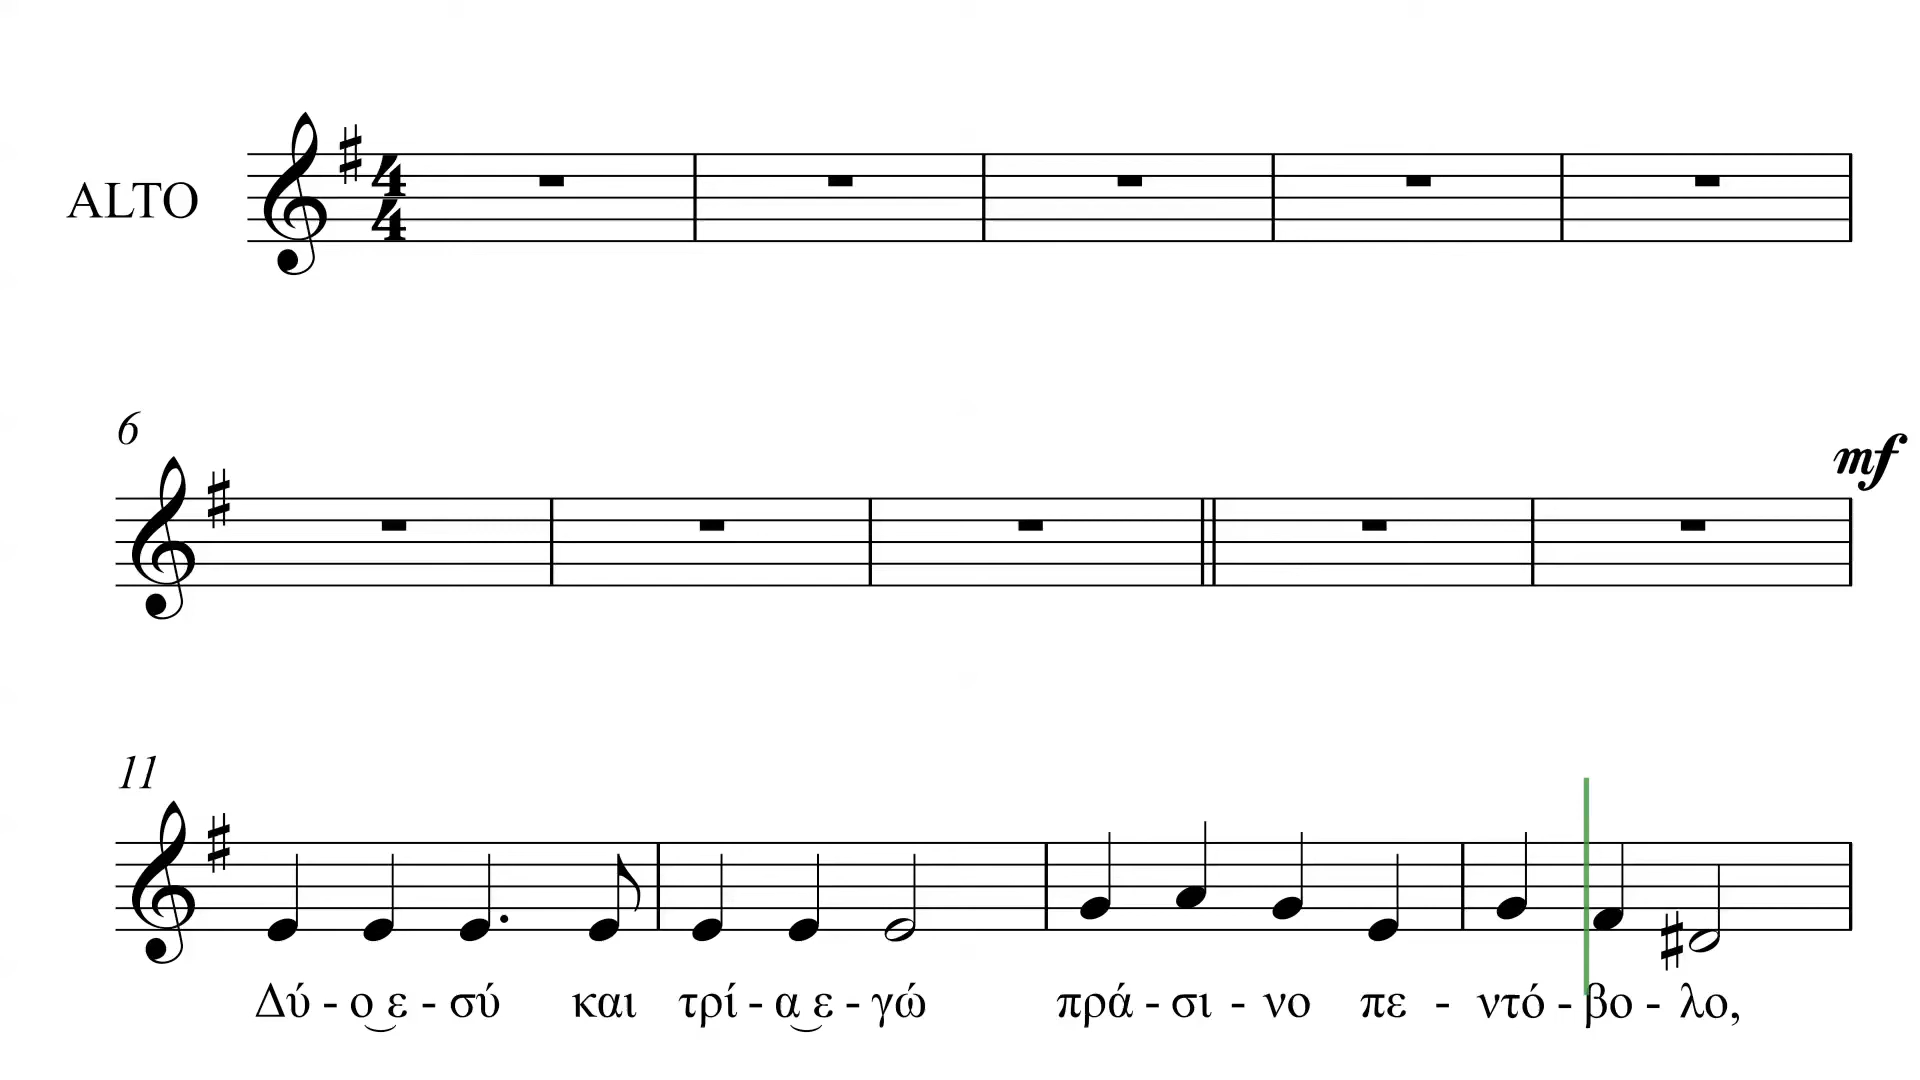 ALTO
6
mf
11
Δύ - ο ε - σύ και τρί - α ε - γώ πρά - σι - νο πε - ντό - βο - λο,